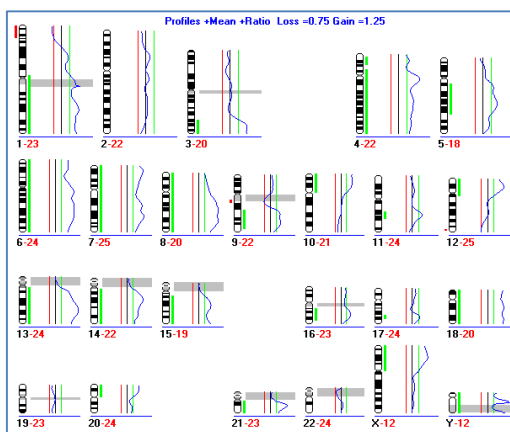 Profiles +Mean +Ratio Loss =0.75 Gain =1.25
1-23 2-22 3-20 4-22 5-18
6-24 7-25 8-20 9-22 10-21 11-24 12-25
13-24 14-22 15-19 16-23 17-24 18-20
19-23 20-24 21-23 22-24 X-12 Y-12